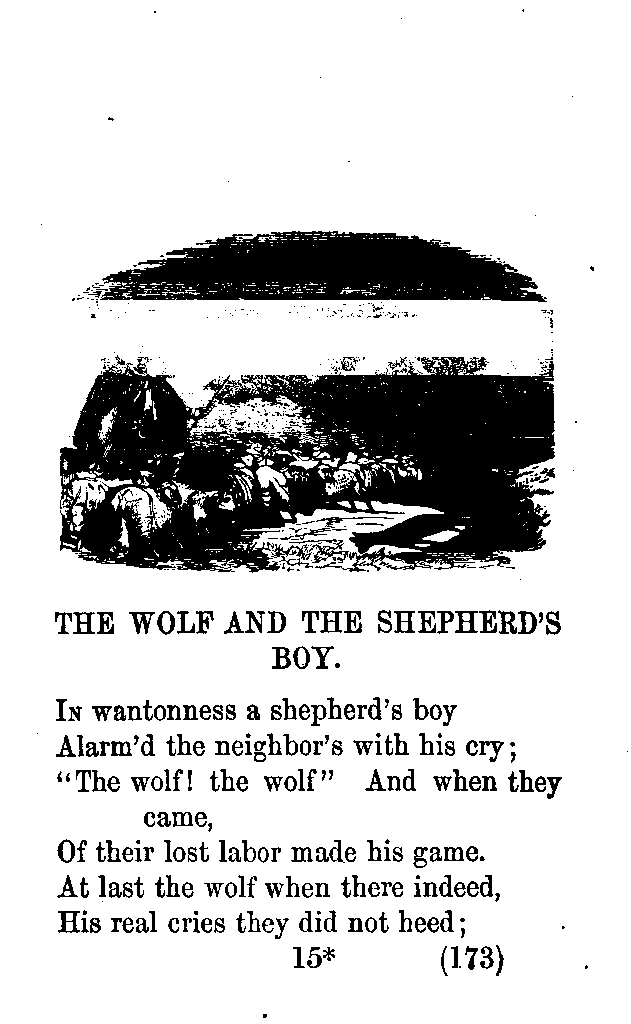 THE WOLF AND THE SHEPHERD'S
BOY.
IN wantonness a shepherd's boy
Alarm'd the neighbor's with his cry;
"The wolf! the wolf" And when they
came,
Of their lost labor made his game.
At last the wolf when there indeed,
His real cries they did not heed;
15* (173)